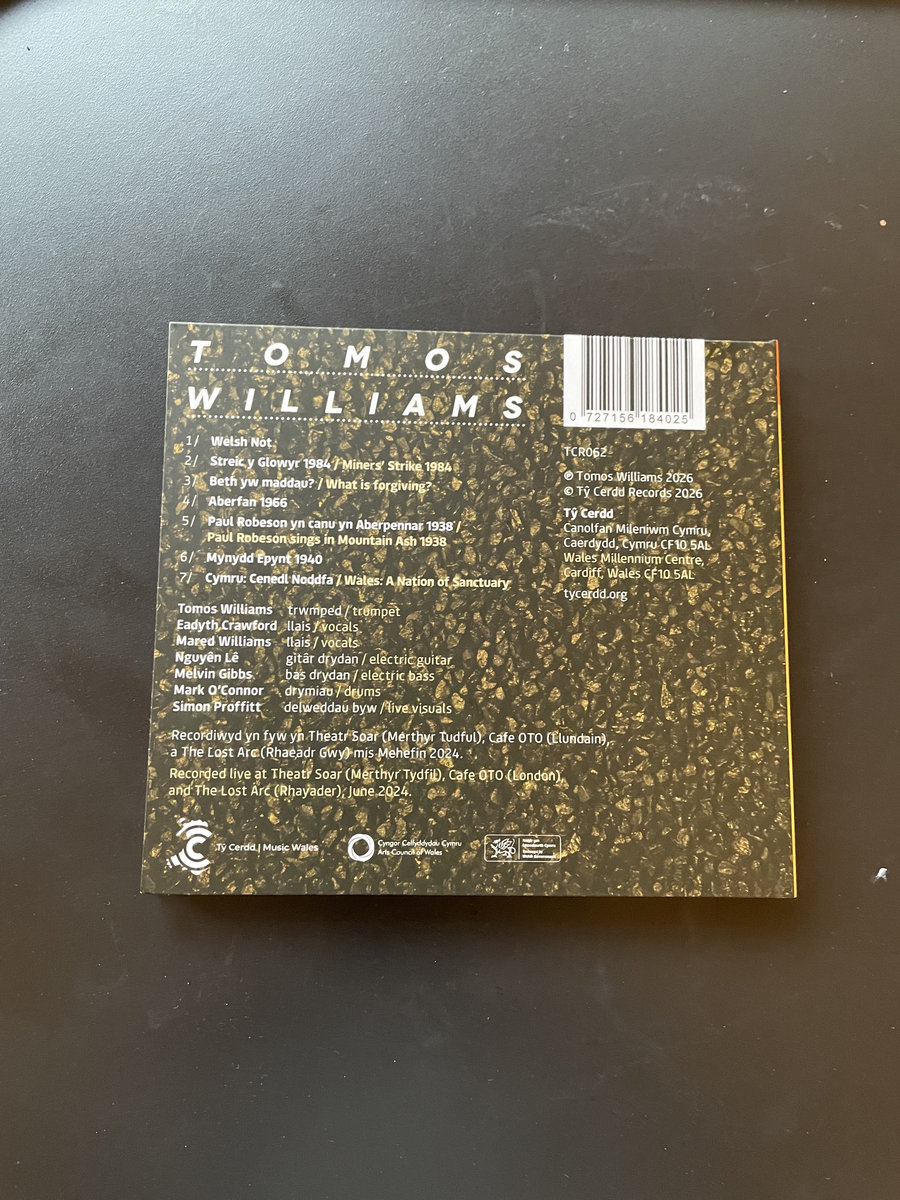 TOMOS
WILLIAMS
1/ Welsh Not
2/ Streic y Glowyr 1984 / Miners' Strike 1984
3/ Beth yw maddau? / What is forgiving?
4/ Aberfan 1966
5/ Paul Robeson yn canu yn Aberpennar 1938 /
Paul Robeson sings in Mountain Ash 1938
6/ Mynydd Epynt 1940
7/ Cymru: Cenedl Noddfa / Wales: A Nation of Sanctuary
Tomos Williams trwmped / trumpet
Eadyth Crawford llais / vocals
Mared Williams llais / vocals
Nguyên Lê gitâr drydan / electric guitar
Melvin Gibbs bas drydan / electric bass
Mark O'Connor drymiau / drums
Simon Proffitt delweddau byw / live visuals
Recordiwyd yn fyw yn Theatr Soar (Merthyr Tudful), Cafe OTO (Llundain),
a The Lost Arc (Rhaeadr Gwy) mis Mehefin 2024.
Recorded live at Theatr Soar (Merthyr Tydfil), Cafe OTO (London),
and The Lost Arc (Rhayader), June 2024.
Tŷ Cerdd | Music Wales
Cyngor Celfyddydau Cymru
Arts Council of Wales
0 727156 184025
TCR062
℗ Tomos Williams 2026
© Tŷ Cerdd Records 2026
Tŷ Cerdd
Canolfan Mileniwm Cymru,
Caerdydd, Cymru CF10 5AL
Wales Millennium Centre,
Cardiff, Wales CF10 5AL
tycerdd.org